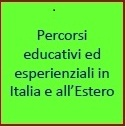 Percorsi
educativi ed
esperienziali in
Italia e all’Estero